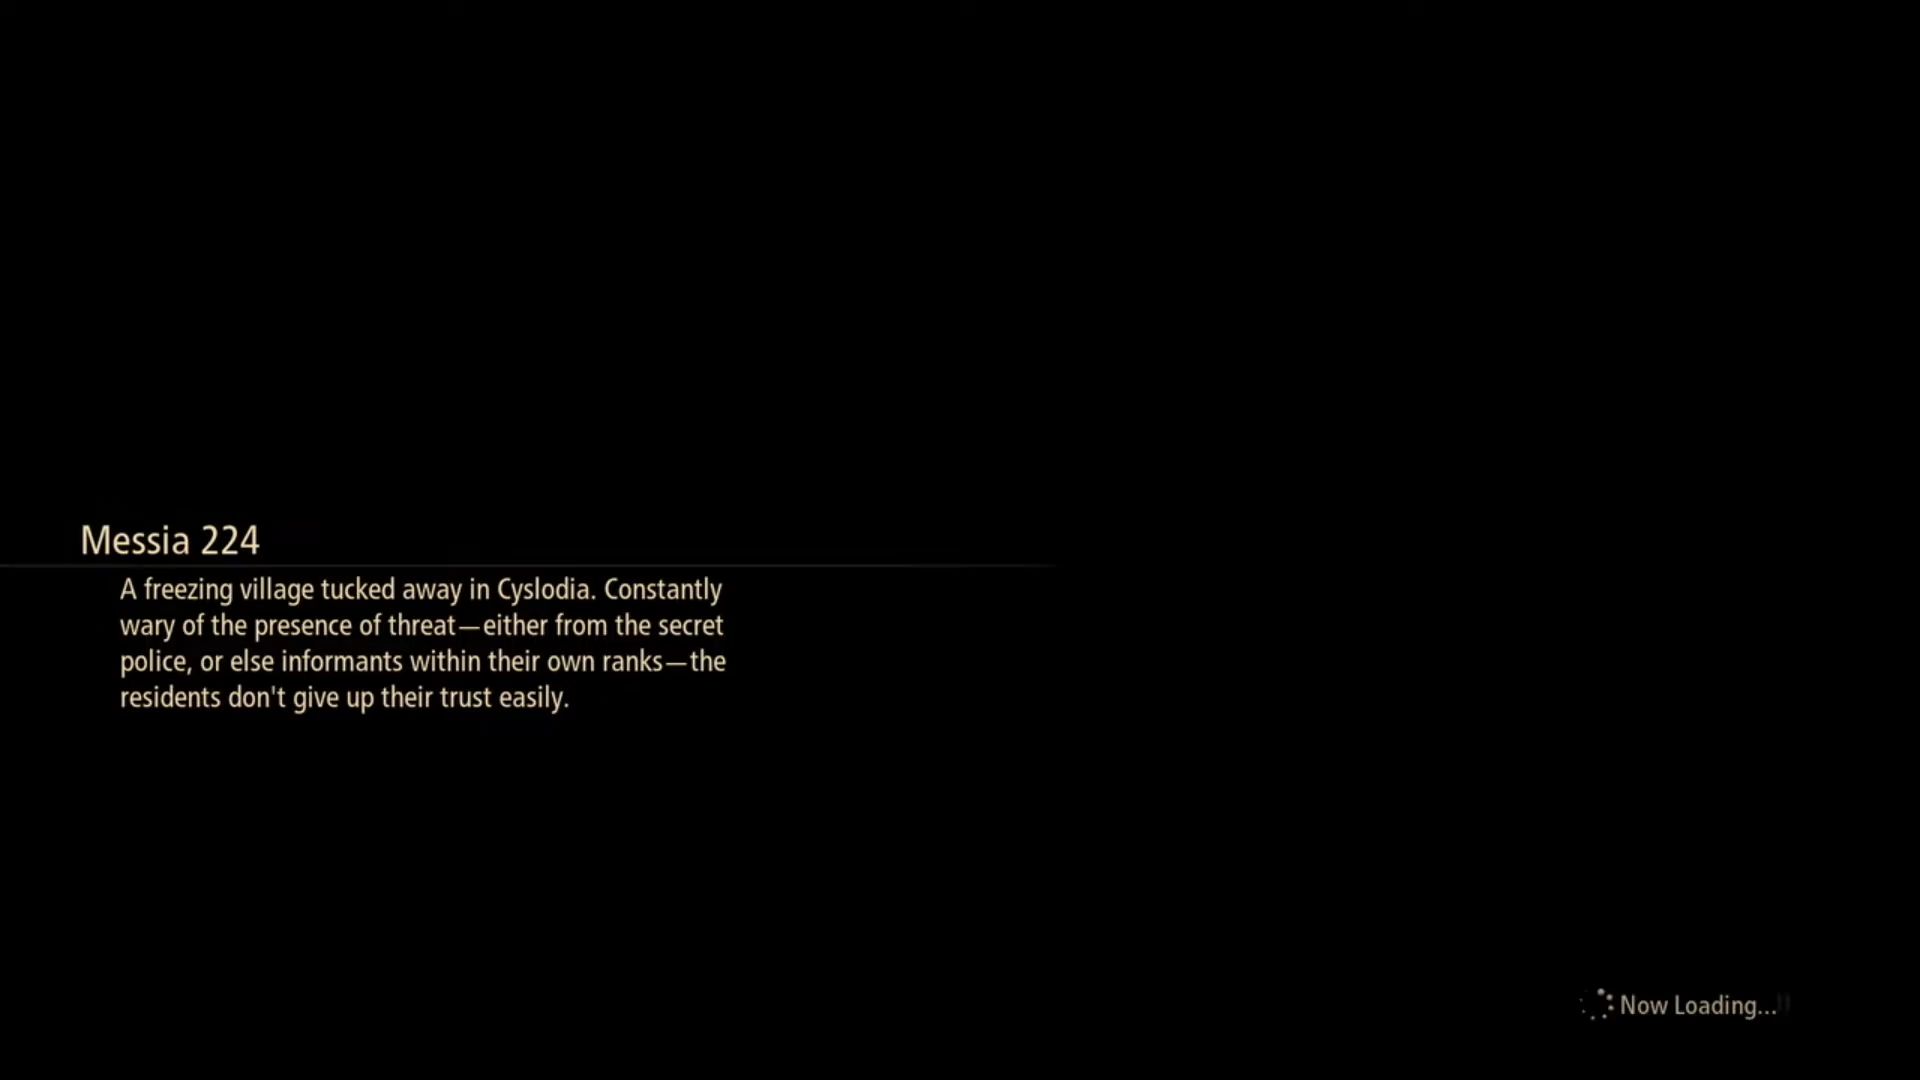 Messia 224
A freezing village tucked away in Cyslodia. Constantly
wary of the presence of threat—either from the secret
police, or else informants within their own ranks—the
residents don't give up their trust easily.
Now Loading...